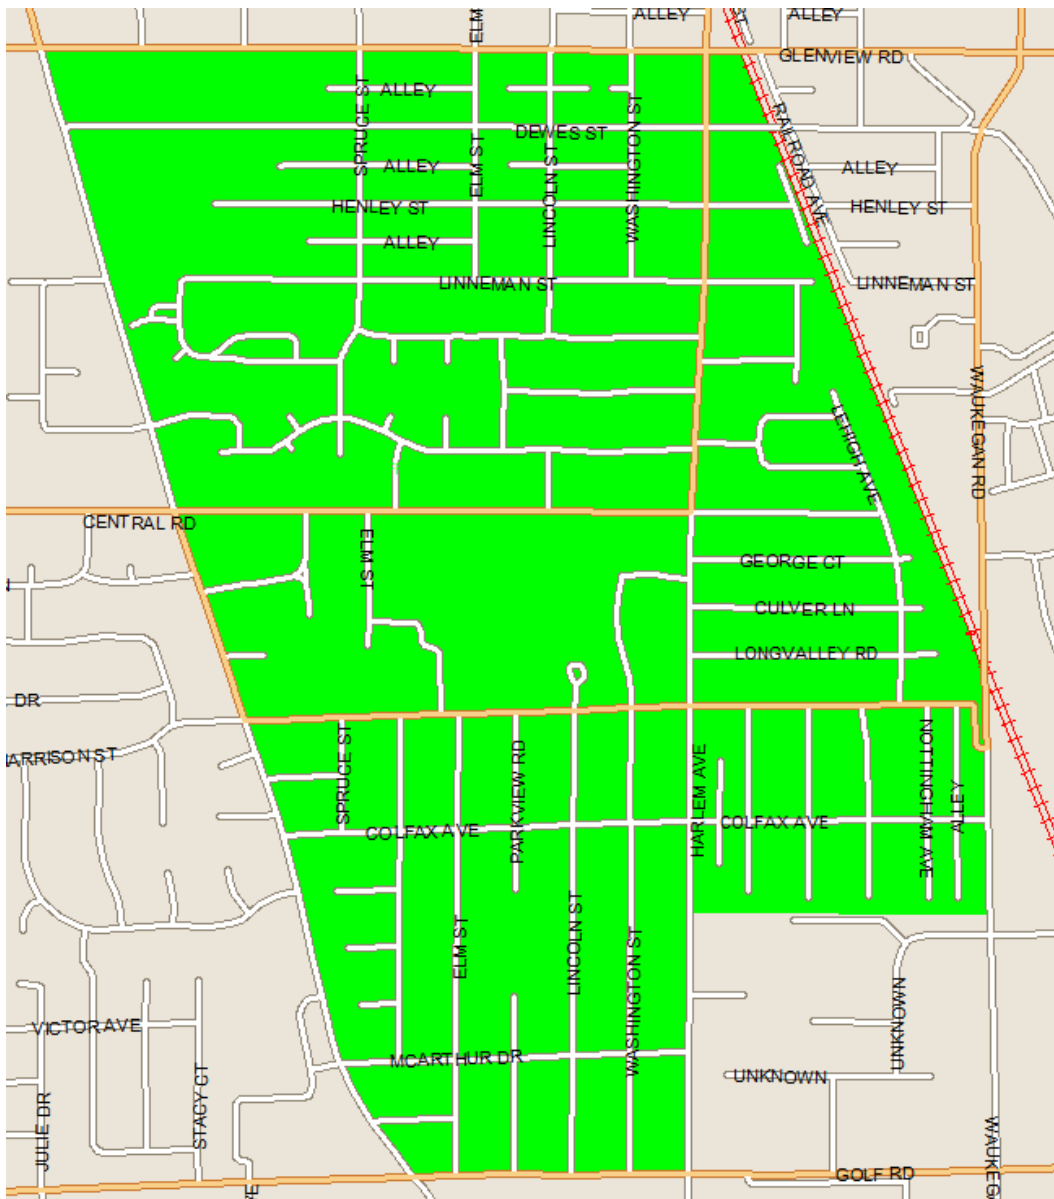 ELM
ALLEY
ST
ALLEY
GLENVIEW RD
SPRUCE ST
ALLEY
WASHINGTON ST
RAILROAD AVE
DEWES ST
ELM ST
LINCOLN ST
ALLEY
ALLEY
HENLEY ST
HENLEY ST
ALLEY
LINNEMAN ST
LINNEMAN ST
WAUKEGAN RD
LEHIGH AVE
CENTRAL RD
ELM ST
GEORGE CT
N
CULVER LN
LONGVALLEY RD
DR
ARRISON ST
SPRUCE ST
PARKVIEW RD
HARLEM AVE
NOTTINGHAM AVE
ALLEY
COLFAX AVE
COLFAX AVE
ELM ST
LINCOLN ST
WASHINGTON ST
UNKNOWN
VICTOR AVE
MCARTHUR DR
UNKNOWN
JULIE DR
STACY CT
WAUKEG
GOLF RD
VE